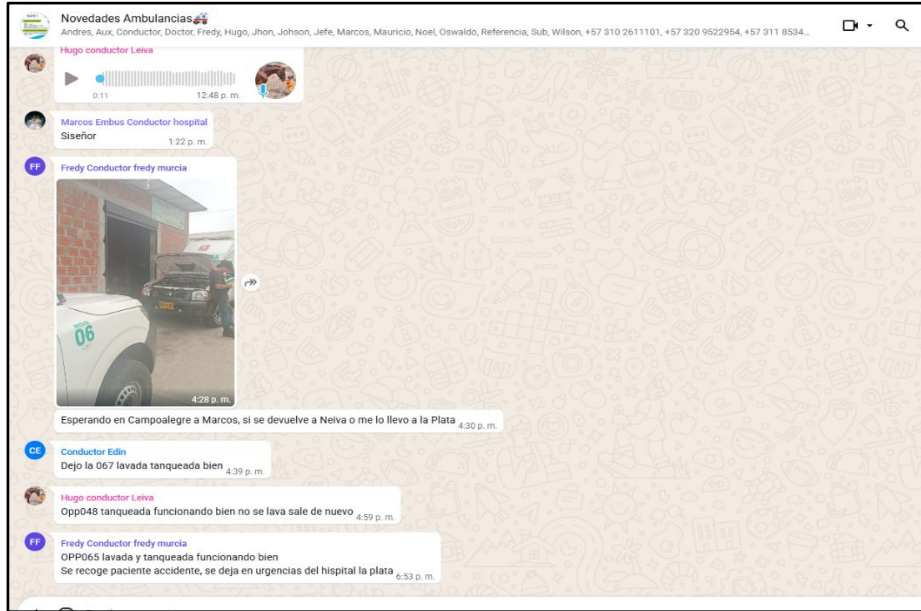 Novedades Ambulancias🚑
Andres, Aux, Conductor, Doctor, Fredy, Hugo, Jhon, Johson, Jefe, Marcos, Mauricio, Noel, Oswaldo, Referencia, Sub, Wilson, +57 310 2611101, +57 320 9522954, +57 311 8534...
Hugo conductor Leiva
0:11 12:48 p. m.
Marcos Embus Conductor hospital
Siseñor
1:22 p. m.
FF Fredy Conductor fredy murcia
06
4:28 p. m.
Esperando en Campoalegre a Marcos, si se devuelve a Neiva o me lo llevo a la Plata 4:30 p. m.
CE Conductor Edin
Dejo la 067 lavada tanqueada bien 4:39 p. m.
Hugo conductor Leiva
Opp048 tanqueada funcionando bien no se lava sale de nuevo 4:59 p. m.
FF Fredy Conductor fredy murcia
OPP065 lavada y tanqueada funcionando bien
Se recoge paciente accidente, se deja en urgencias del hispital la plata 6:53 p. m.